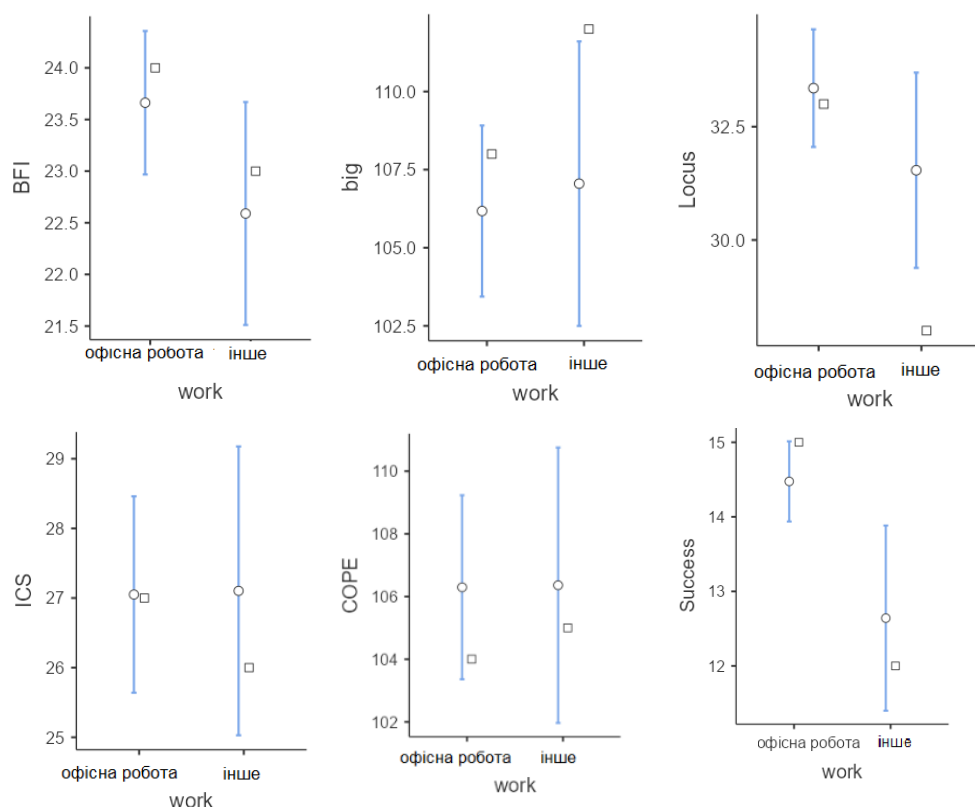 BFI
24.0
23.5
23.0
22.5
22.0
21.5
офісна робота інше
work
big
110.0
107.5
105.0
102.5
офісна робота інше
work
Locus
32.5
30.0
офісна робота інше
work
ICS
29
28
27
26
25
офісна робота інше
work
COPE
110
108
106
104
102
офісна робота інше
work
Success
15
14
13
12
офісна робота інше
work